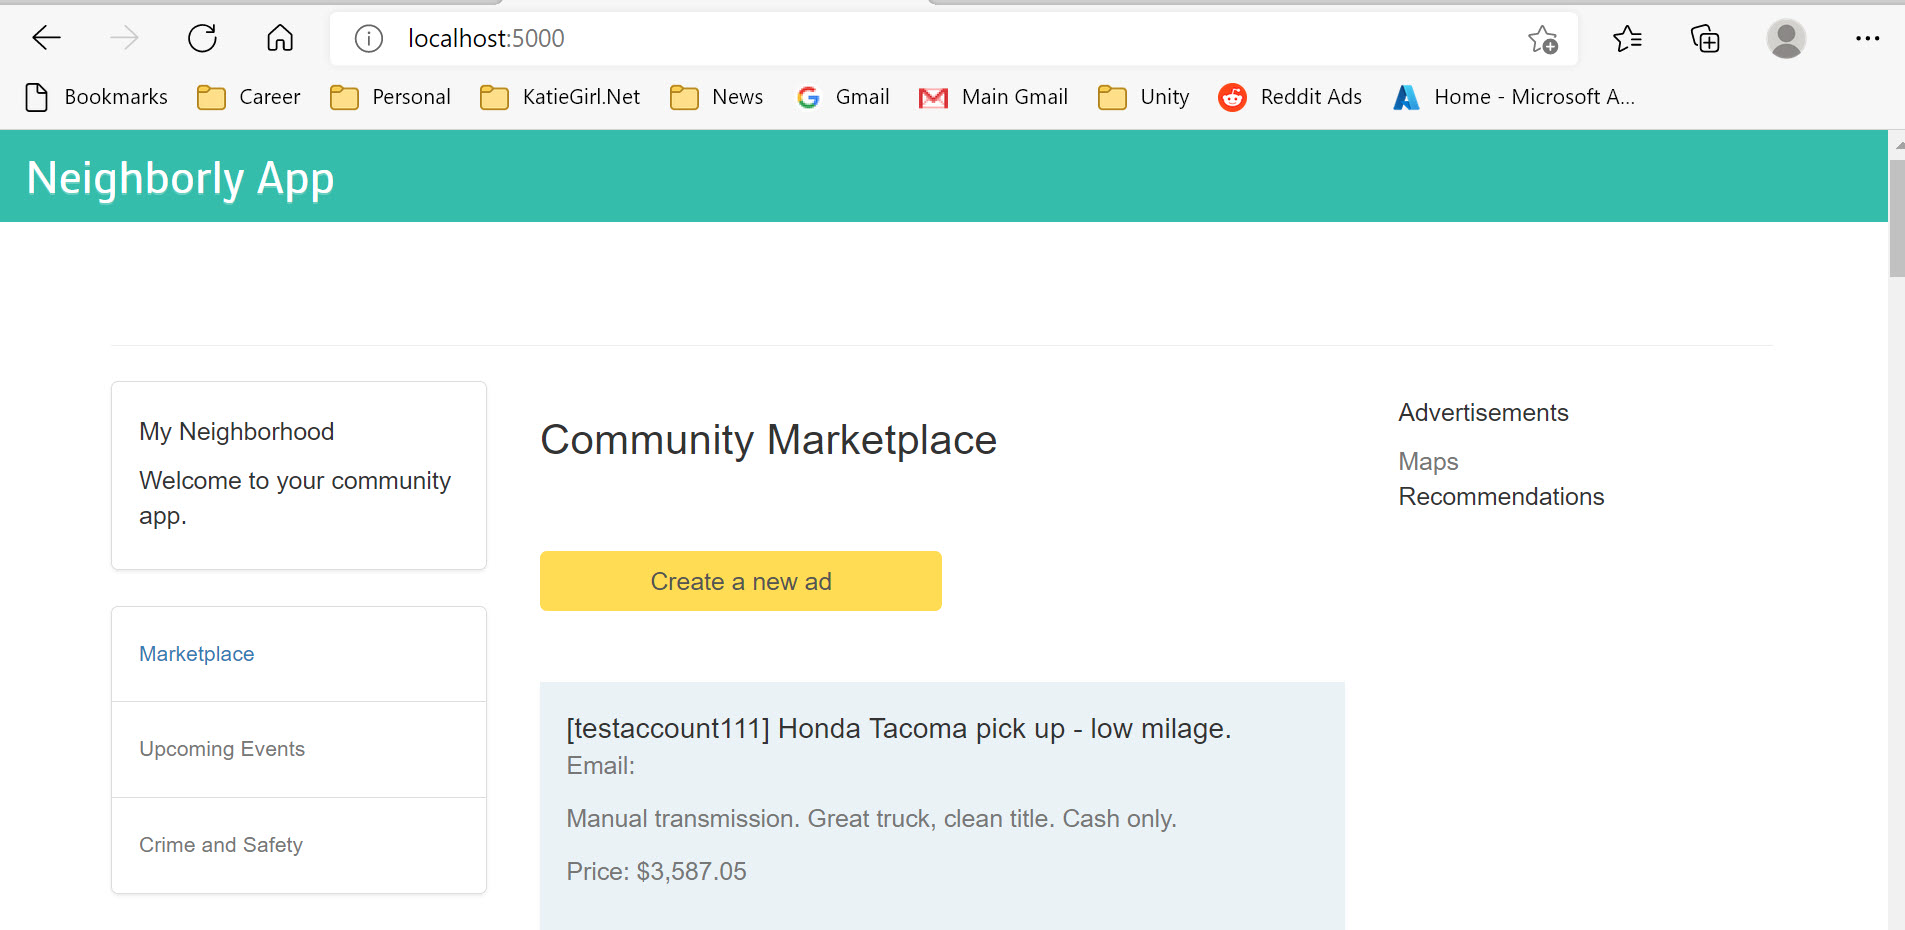 localhost:5000
Bookmarks Career Personal KatieGirl.Net News Gmail Main Gmail Unity Reddit Ads Home - Microsoft A...
Neighborly App
My Neighborhood
Welcome to your community
app.
Marketplace
Upcoming Events
Crime and Safety
Community Marketplace
Create a new ad
[testaccount111] Honda Tacoma pick up - low milage.
Email:
Manual transmission. Great truck, clean title. Cash only.
Price: $3,587.05
Advertisements
Maps
Recommendations